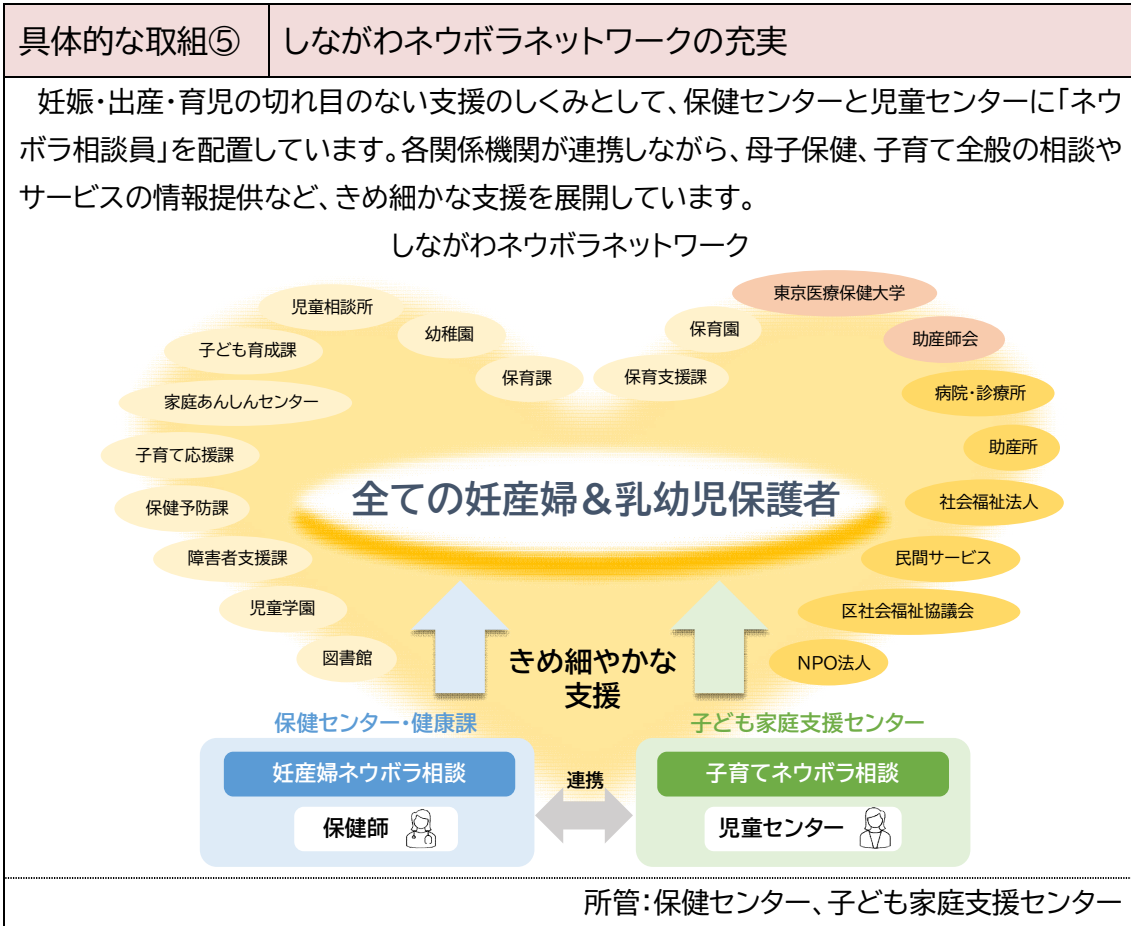 具体的な取組⑤
しながわネウボラネットワークの充実
妊娠・出産・育児の切れ目のない支援のしくみとして、保健センターと児童センターに「ネウ
ボラ相談員」を配置しています。各関係機関が連携しながら、母子保健、子育て全般の相談や
サービスの情報提供など、きめ細かな支援を展開しています。
しながわネウボラネットワーク
児童相談所
子ども育成課
家庭あんしんセンター
子育て応援課
保健予防課
障害者支援課
児童学園
図書館
幼稚園
保育課
保育園
保育支援課
東京医療保健大学
助産師会
病院・診療所
助産所
社会福祉法人
民間サービス
区社会福祉協議会
NPO法人
全ての妊産婦&乳幼児保護者
きめ細やかな
支援
保健センター・健康課
妊産婦ネウボラ相談
保健師
連携
子ども家庭支援センター
子育てネウボラ相談
児童センター
所管:保健センター、子ども家庭支援センター